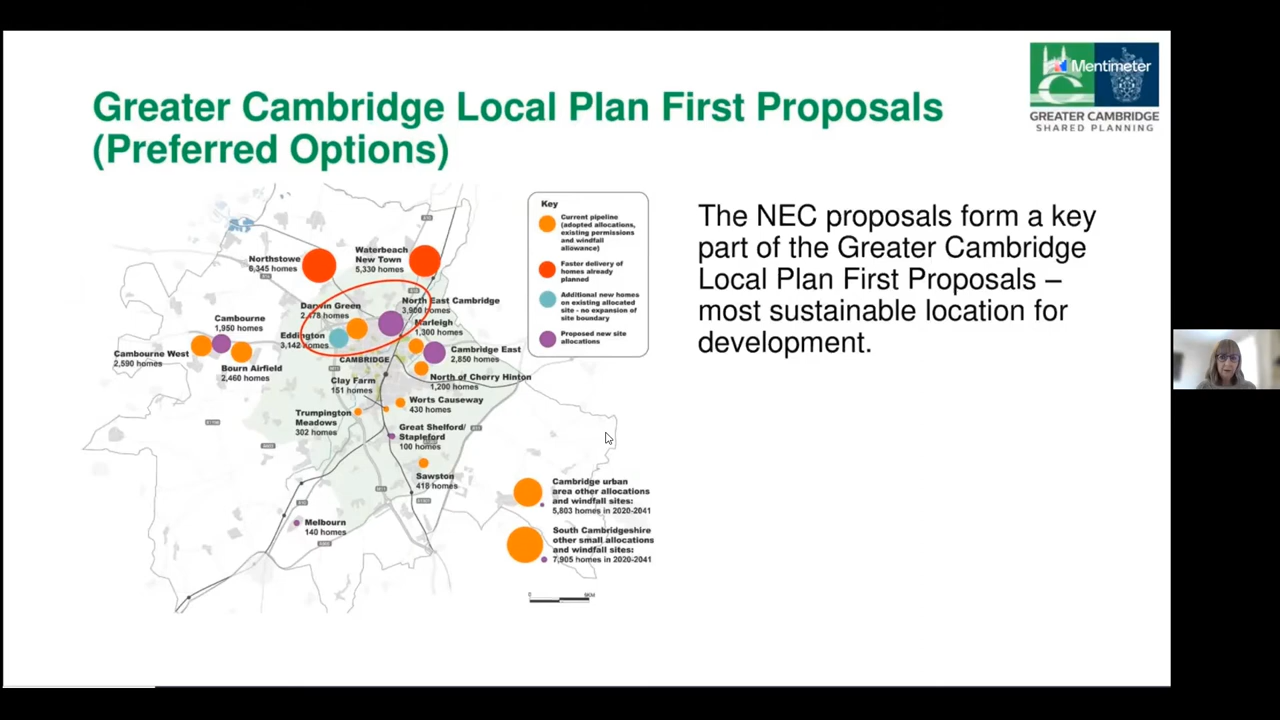 Greater Cambridge Local Plan First Proposals
(Preferred Options)
Mentimeter
GREATER CAMBRIDGE
SHARED PLANNING
The NEC proposals form a key
part of the Greater Cambridge
Local Plan First Proposals –
most sustainable location for
development.
Key
Current pipeline
(adopted allocations,
existing permissions
and windfall
allowance)
Faster delivery of
homes already
planned
Additional new homes
on existing allocated
site - no expansion of
site boundary
Proposed new site
allocations
Northstowe
6,345 homes
Waterbeach
New Town
5,330 homes
Darwin Green
2,478 homes
North East Cambridge
3,900 homes
Cambourne
1,950 homes
Eddington
3,142 homes
Marleigh
1,300 homes
Cambourne West
2,590 homes
Bourn Airfield
2,460 homes
CAMBRIDGE
Cambridge East
2,850 homes
North of Cherry Hinton
1,200 homes
Clay Farm
151 homes
Worts Causeway
430 homes
Trumpington
Meadows
302 homes
Great Shelford/
Stapleford
100 homes
Sawston
418 homes
Melbourn
140 homes
Cambridge urban
area other allocations
and windfall sites:
5,803 homes in 2020-2041
South Cambridgeshire
other small allocations
and windfall sites:
7,905 homes in 2020-2041
0